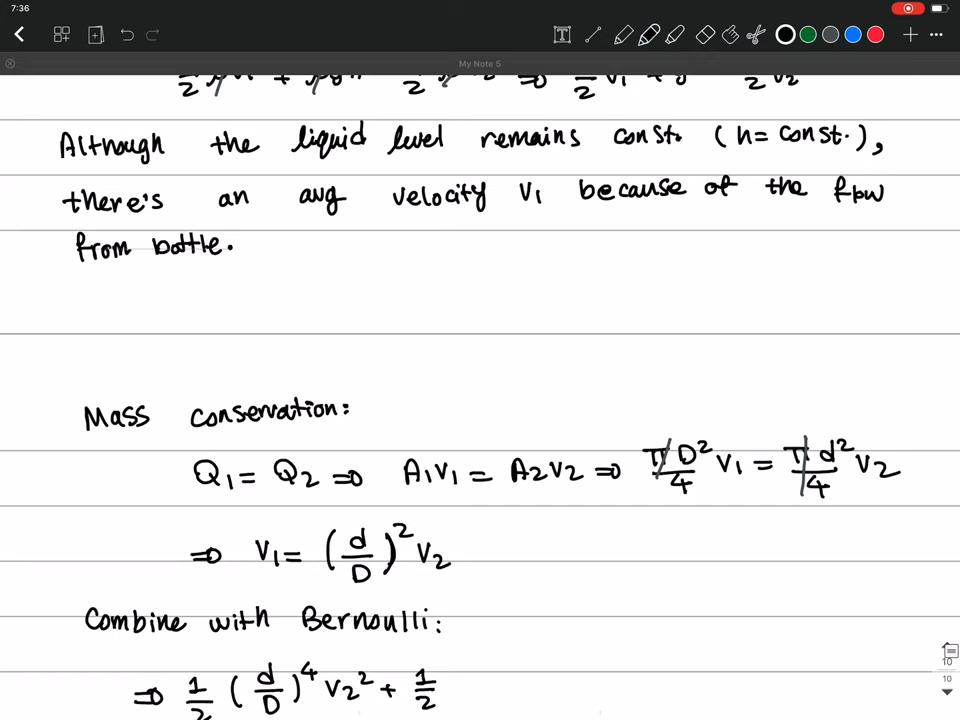 7:36
My Note 5
Although the liquid level remains const. (h= const.),
there's an avg velocity V1 because of the flow
from bottle.
Mass conservation:
Q1 = Q2 ⇒ A1V1 = A2V2 ⇒ π D²/4 V1 = π d²/4 V2
⇒ V1 = (d/D)² V2
Combine with Bernoulli:
⇒ 1/2 (d/D)⁴ V2² + 1/2
10
10